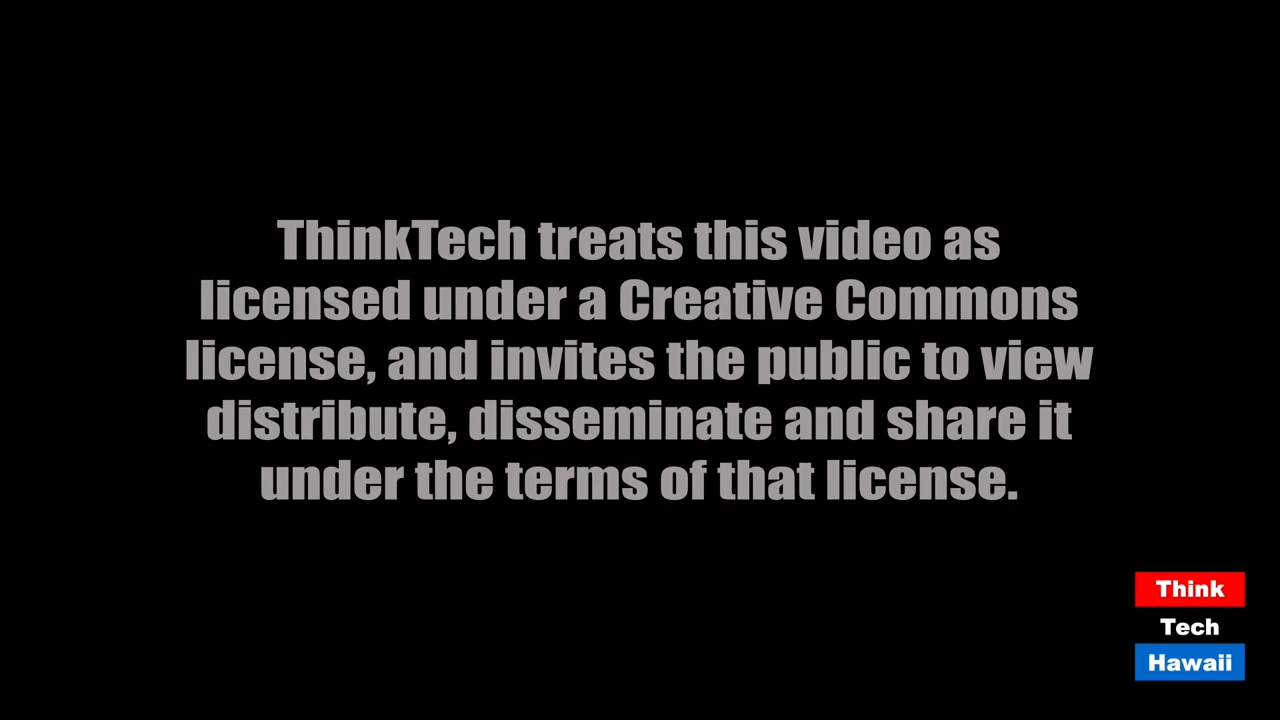 ThinkTech treats this video as
licensed under a Creative Commons
license, and invites the public to view
distribute, disseminate and share it
under the terms of that license.
Think
Tech
Hawaii